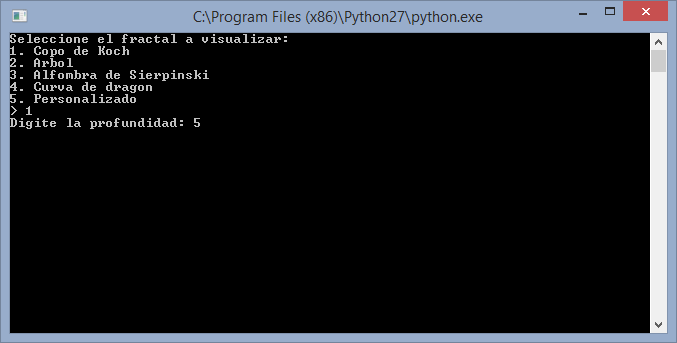 C:\Program Files (x86)\Python27\python.exe
Seleccione el fractal a visualizar:
1. Copo de Koch
2. Arbol
3. Alfombra de Sierpinski
4. Curva de dragon
5. Personalizado
> 1
Digite la profundidad: 5